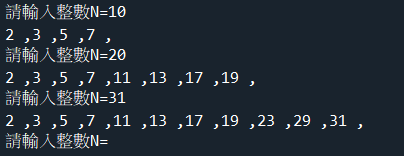 請輸入整數N=10
2 ,3 ,5 ,7 ,
請輸入整數N=20
2 ,3 ,5 ,7 ,11 ,13 ,17 ,19 ,
請輸入整數N=31
2 ,3 ,5 ,7 ,11 ,13 ,17 ,19 ,23 ,29 ,31 ,
請輸入整數N=